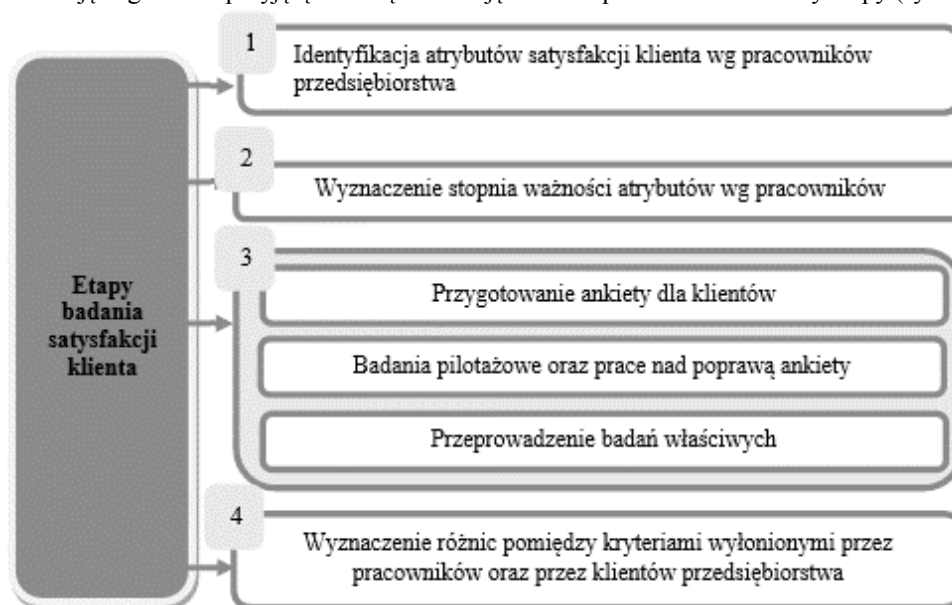 1
Identyfikacja atrybutów satysfakcji klienta wg pracowników
przedsiębiorstwa
2
Wyznaczenie stopnia ważności atrybutów wg pracowników
Etapy
badania
satysfakcji
klienta
3
Przygotowanie ankiety dla klientów
Badania pilotażowe oraz prace nad poprawą ankiety
Przeprowadzenie badań właściwych
4
Wyznaczenie różnic pomiędzy kryteriami wyłonionymi przez
pracowników oraz przez klientów przedsiębiorstwa